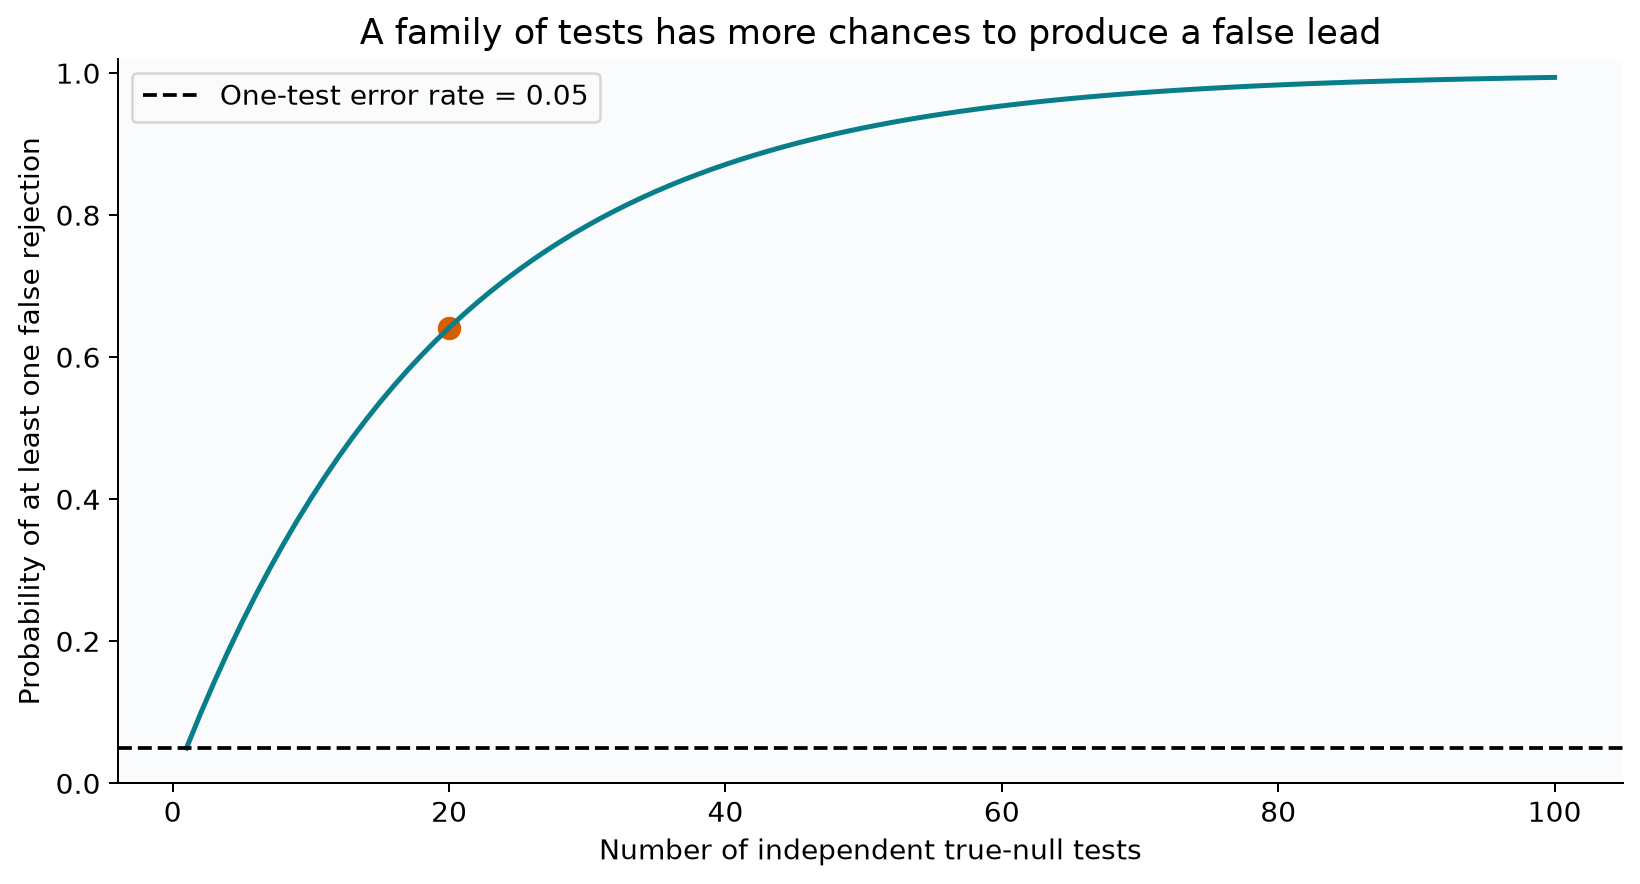 A family of tests has more chances to produce a false lead
One-test error rate = 0.05
Probability of at least one false rejection
1.0
0.8
0.6
0.4
0.2
0.0
0 20 40 60 80 100
Number of independent true-null tests